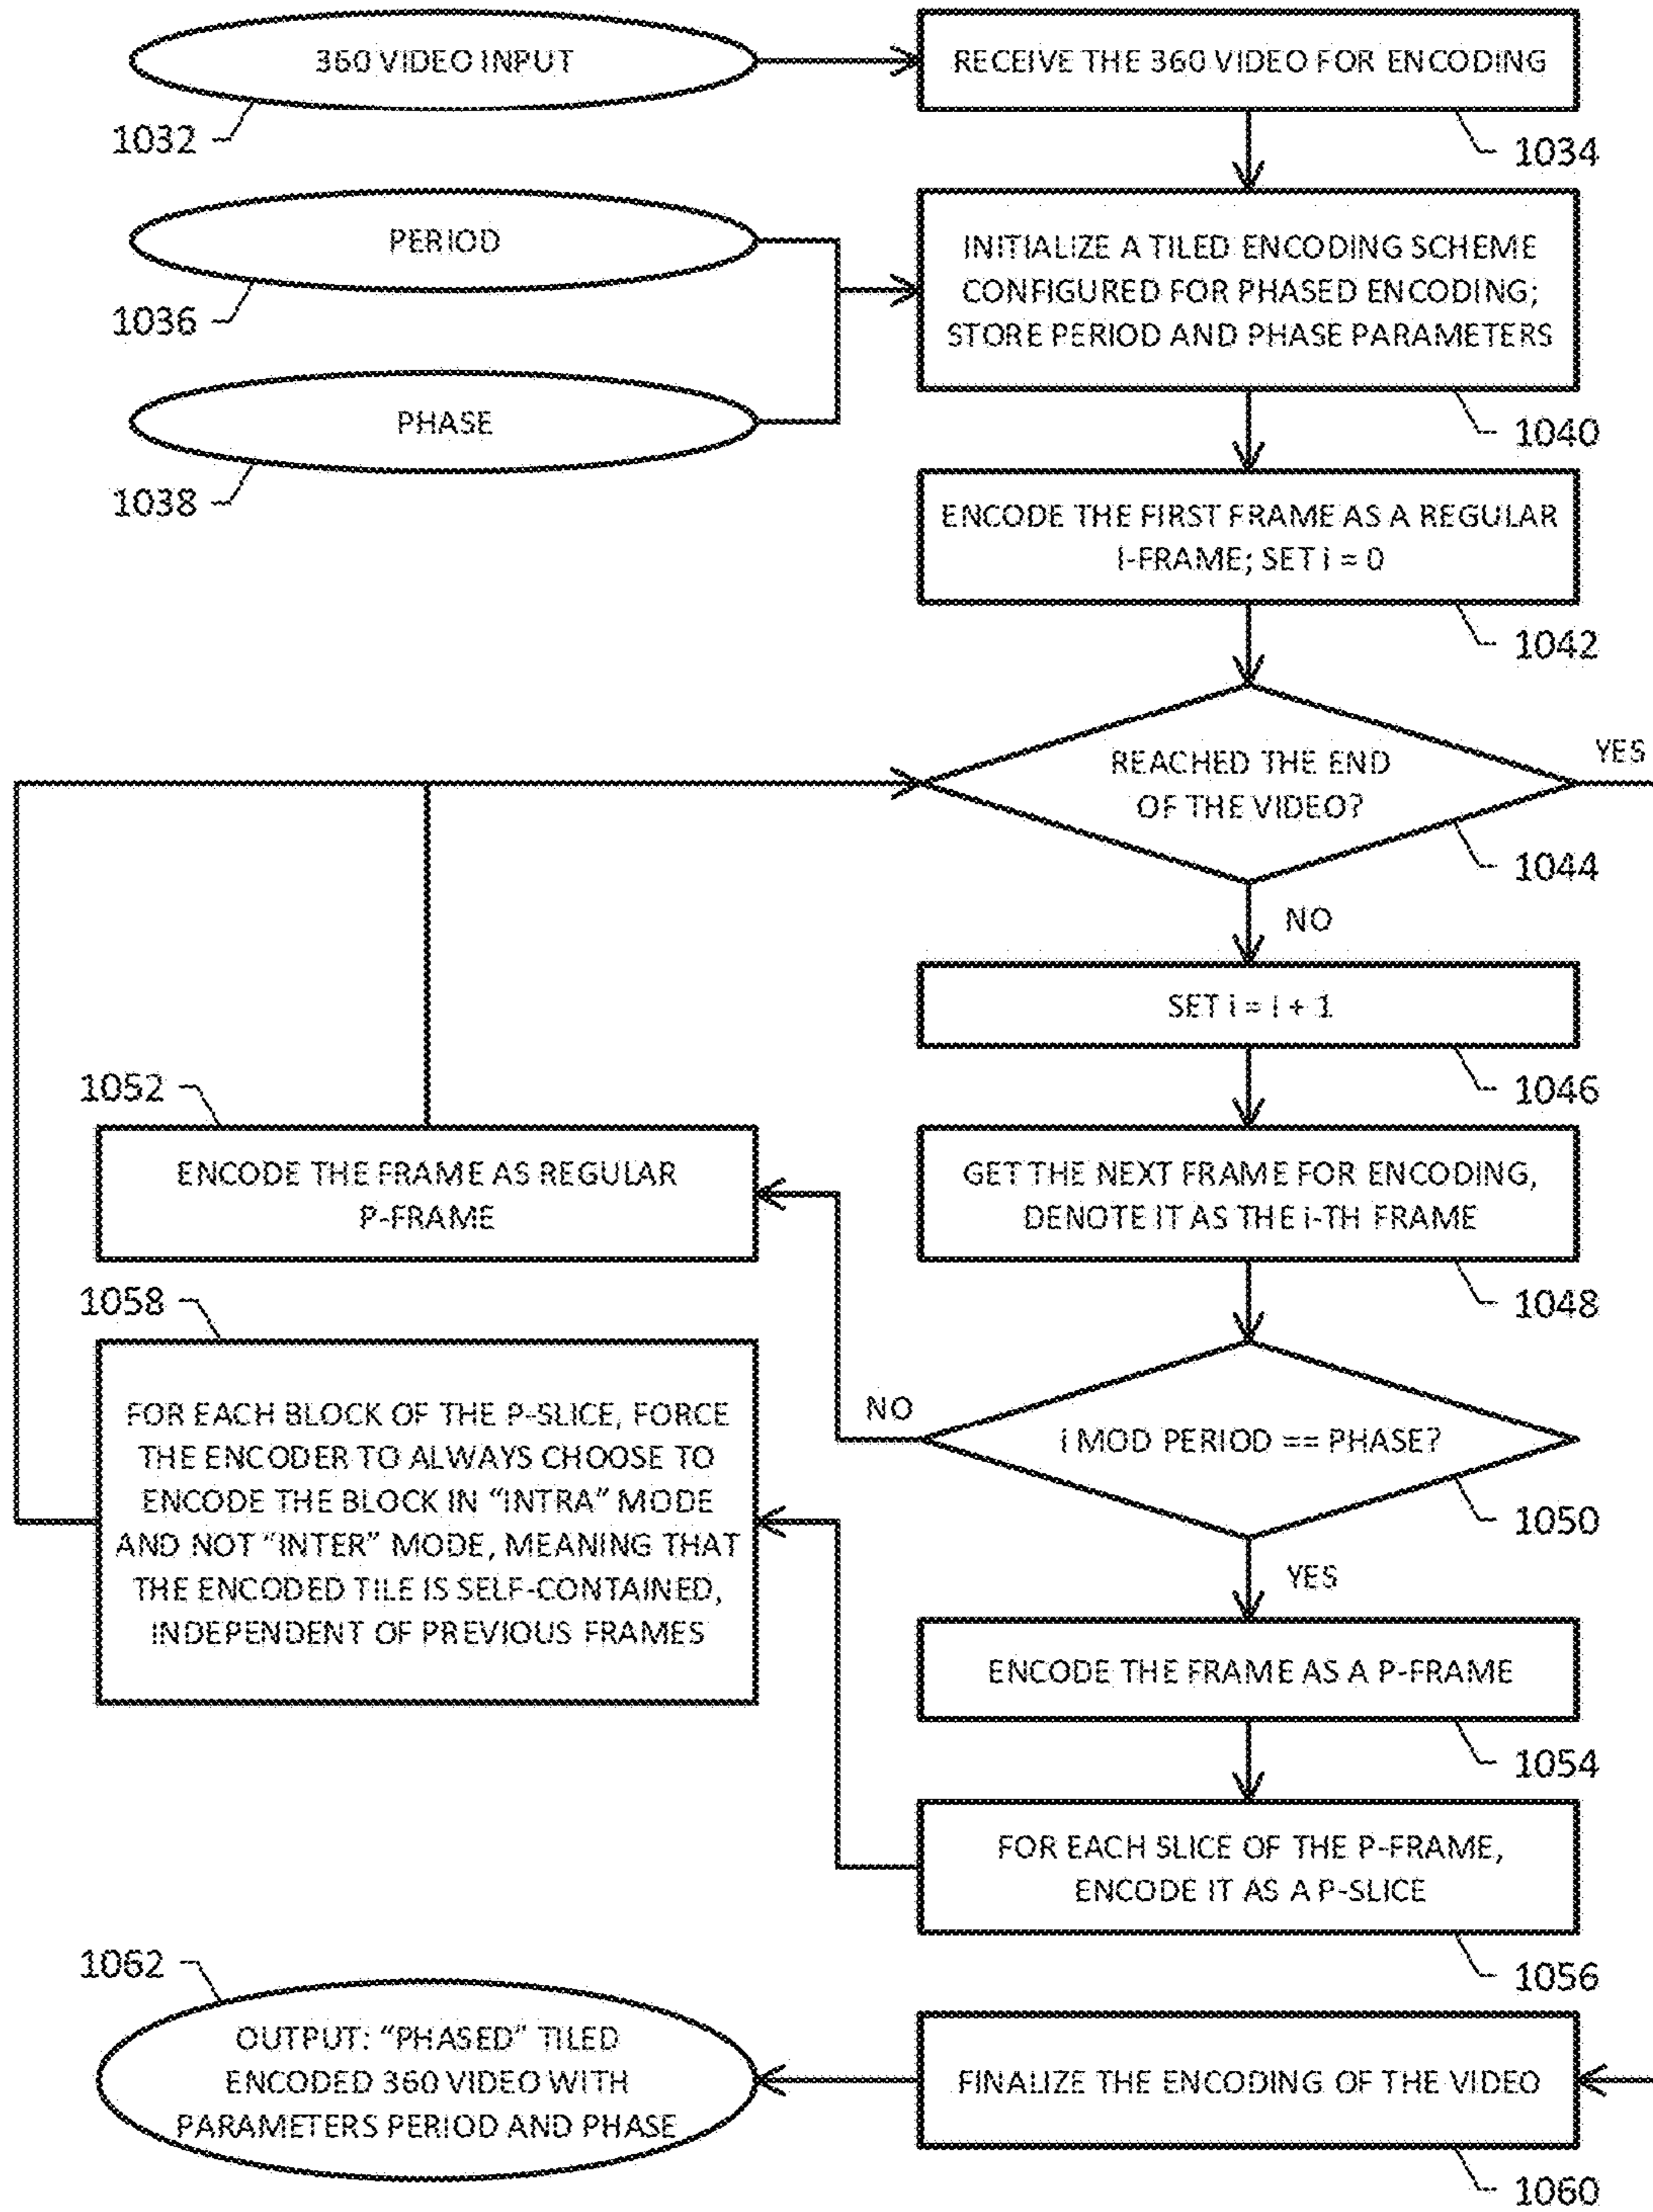 360 VIDEO INPUT
1032
RECEIVE THE 360 VIDEO FOR ENCODING
1034
PERIOD
1036
PHASE
1038
INITIALIZE A TILED ENCODING SCHEME
CONFIGURED FOR PHASED ENCODING;
STORE PERIOD AND PHASE PARAMETERS
1040
ENCODE THE FIRST FRAME AS A REGULAR
I-FRAME; SET i = 0
1042
REACHED THE END
OF THE VIDEO?
1044
YES
NO
SET i = i + 1
1046
GET THE NEXT FRAME FOR ENCODING,
DENOTE IT AS THE i-TH FRAME
1048
i MOD PERIOD == PHASE?
1050
NO
1052
ENCODE THE FRAME AS REGULAR
P-FRAME
YES
ENCODE THE FRAME AS A P-FRAME
1054
FOR EACH SLICE OF THE P-FRAME,
ENCODE IT AS A P-SLICE
1056
1058
FOR EACH BLOCK OF THE P-SLICE, FORCE
THE ENCODER TO ALWAYS CHOOSE TO
ENCODE THE BLOCK IN “INTRA” MODE
AND NOT “INTER” MODE, MEANING THAT
THE ENCODED TILE IS SELF-CONTAINED,
INDEPENDENT OF PREVIOUS FRAMES
FINALIZE THE ENCODING OF THE VIDEO
1060
1062
OUTPUT: “PHASED” TILED
ENCODED 360 VIDEO WITH
PARAMETERS PERIOD AND PHASE